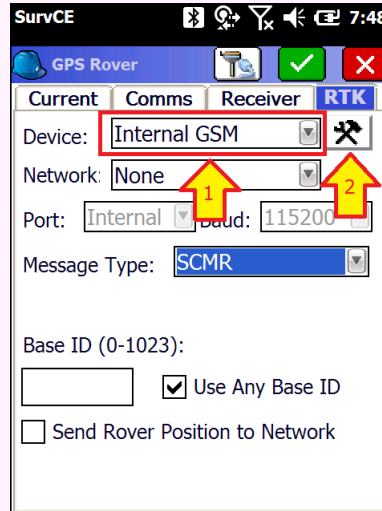 SurvCE 7:48
GPS Rover
Current Comms Receiver RTK
Device: Internal GSM
Network: None
1
2
Port: Internal Baud: 115200
Message Type: SCMR
Base ID (0-1023):
Use Any Base ID
Send Rover Position to Network